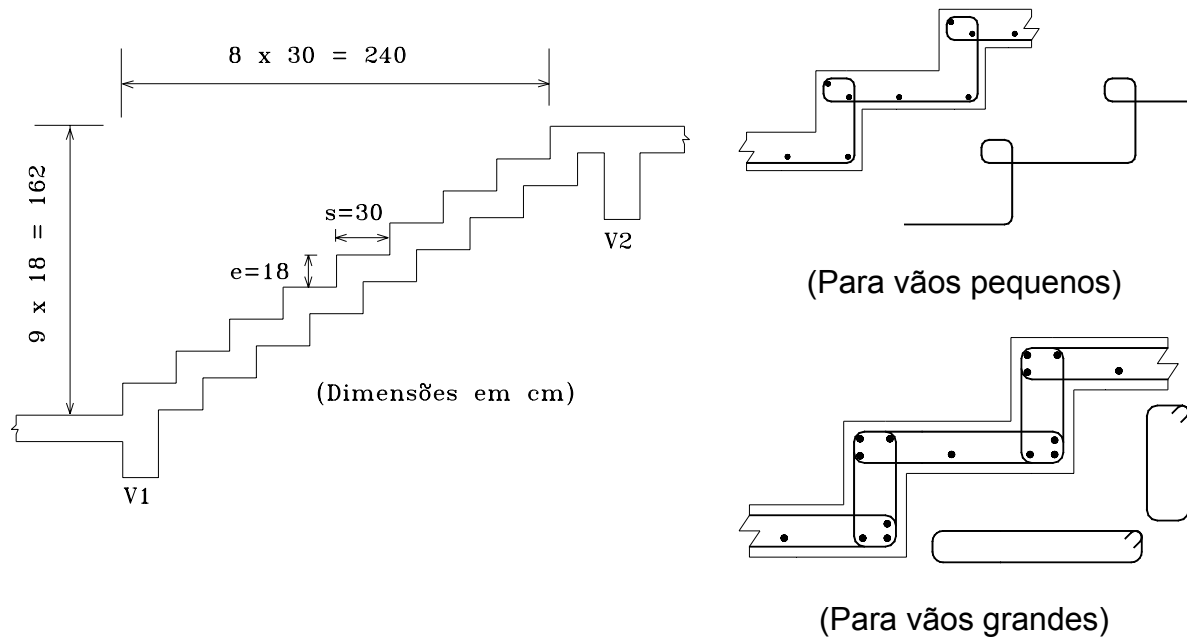 8 x 30 = 240
9 x 18 = 162
s=30
e=18
V2
(Dimensões em cm)
V1
(Para vãos pequenos)
(Para vãos grandes)